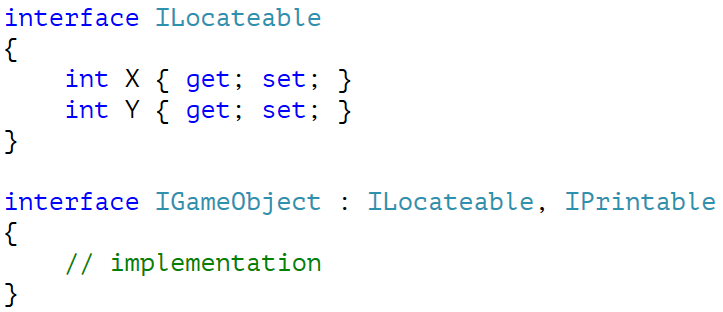 interface ILocateable
{
    int X { get; set; }
    int Y { get; set; }
}

interface IGameObject : ILocateable, IPrintable
{
    // implementation
}